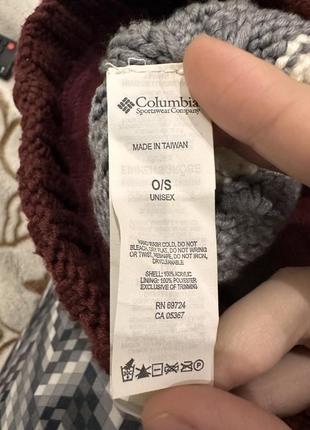 Columbia
Sportswear Company
MADE IN TAIWAN
O/S
UNISEX
HAND WASH COLD, DO NOT
BLEACH, DRY FLAT, DO NOT WRING
OR TWIST, RESHAPE, DO NOT IRON,
DRYCLEANABLE
SHELL: 100% ACRYLIC
LINING: 100% POLYESTER
EXCLUSIVE OF TRIMMING
RN 69724
CA 05367